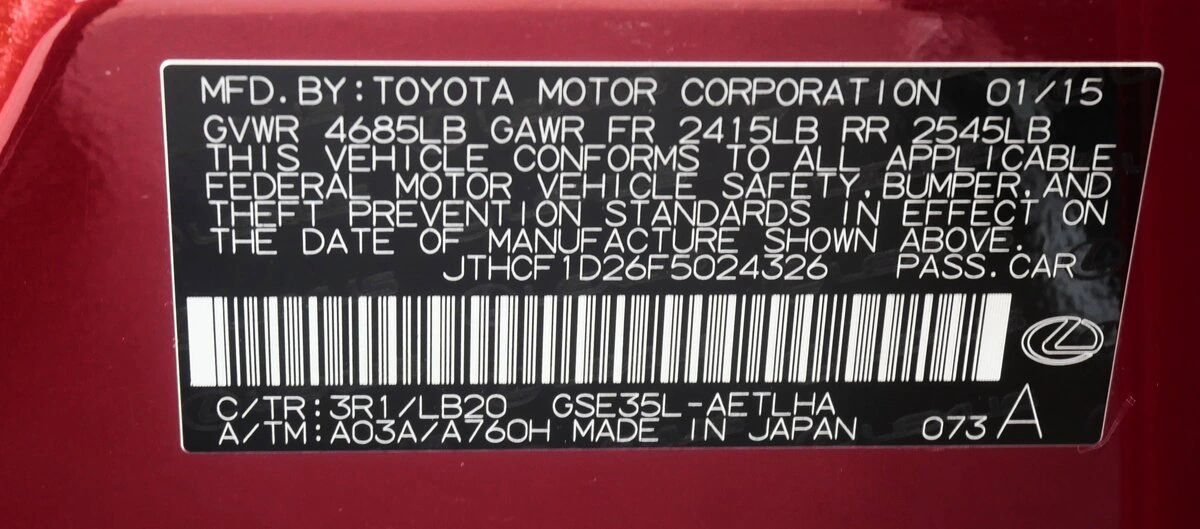 MFD.BY:TOYOTA MOTOR CORPORATION 01/15
GVWR 4685LB GAWR FR 2415LB RR 2545LB
THIS VEHICLE CONFORMS TO ALL APPLICABLE
FEDERAL MOTOR VEHICLE SAFETY,BUMPER,AND
THEFT PREVENTION STANDARDS IN EFFECT ON
THE DATE OF MANUFACTURE SHOWN ABOVE.
JTHCF1D26F5024326 PASS.CAR
C/TR:3R1/LB20 GSE35L-AETLHA
A/TM:A03A/A760H MADE IN JAPAN 073 A